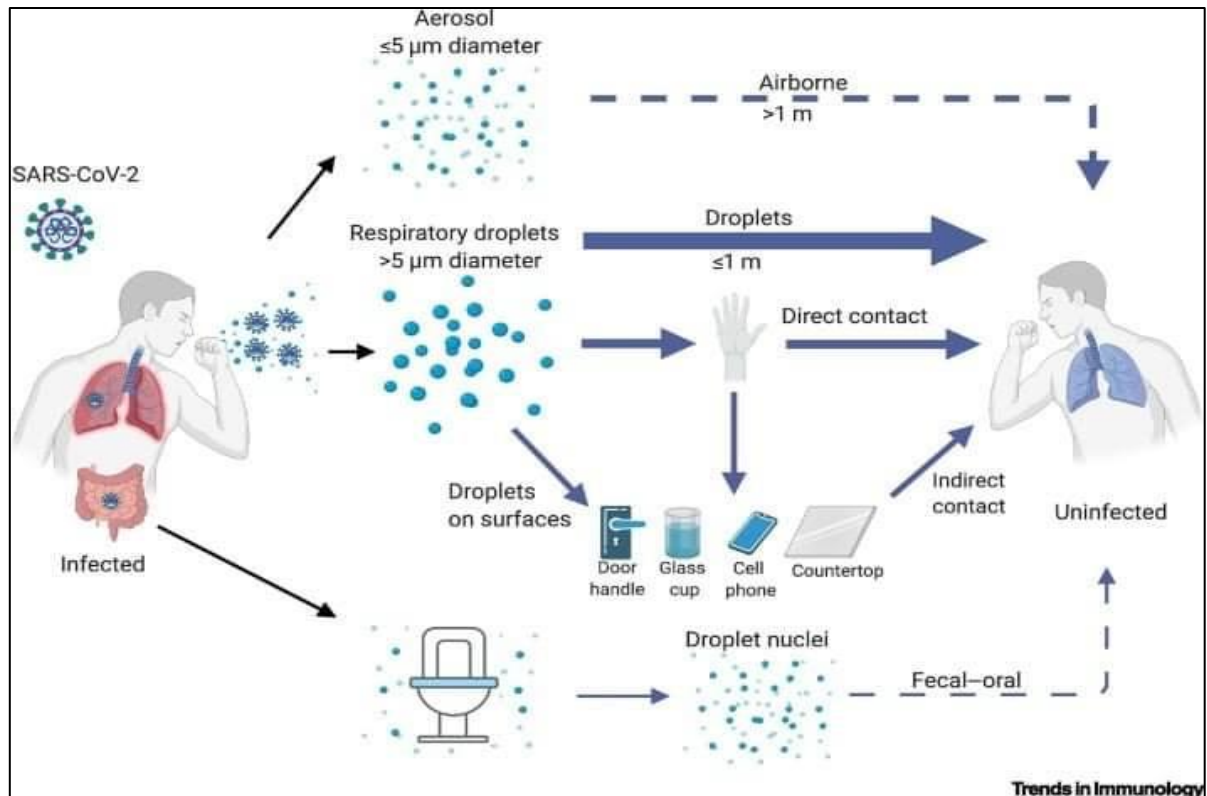 Aerosol
≤5 µm diameter
Airborne
>1 m
SARS-CoV-2
Respiratory droplets
>5 µm diameter
Droplets
≤1 m
Direct contact
Droplets
on surfaces
Indirect
contact
Infected
Uninfected
Door
handle
Glass
cup
Cell
phone
Countertop
Droplet nuclei
Fecal–oral
Trends in Immunology